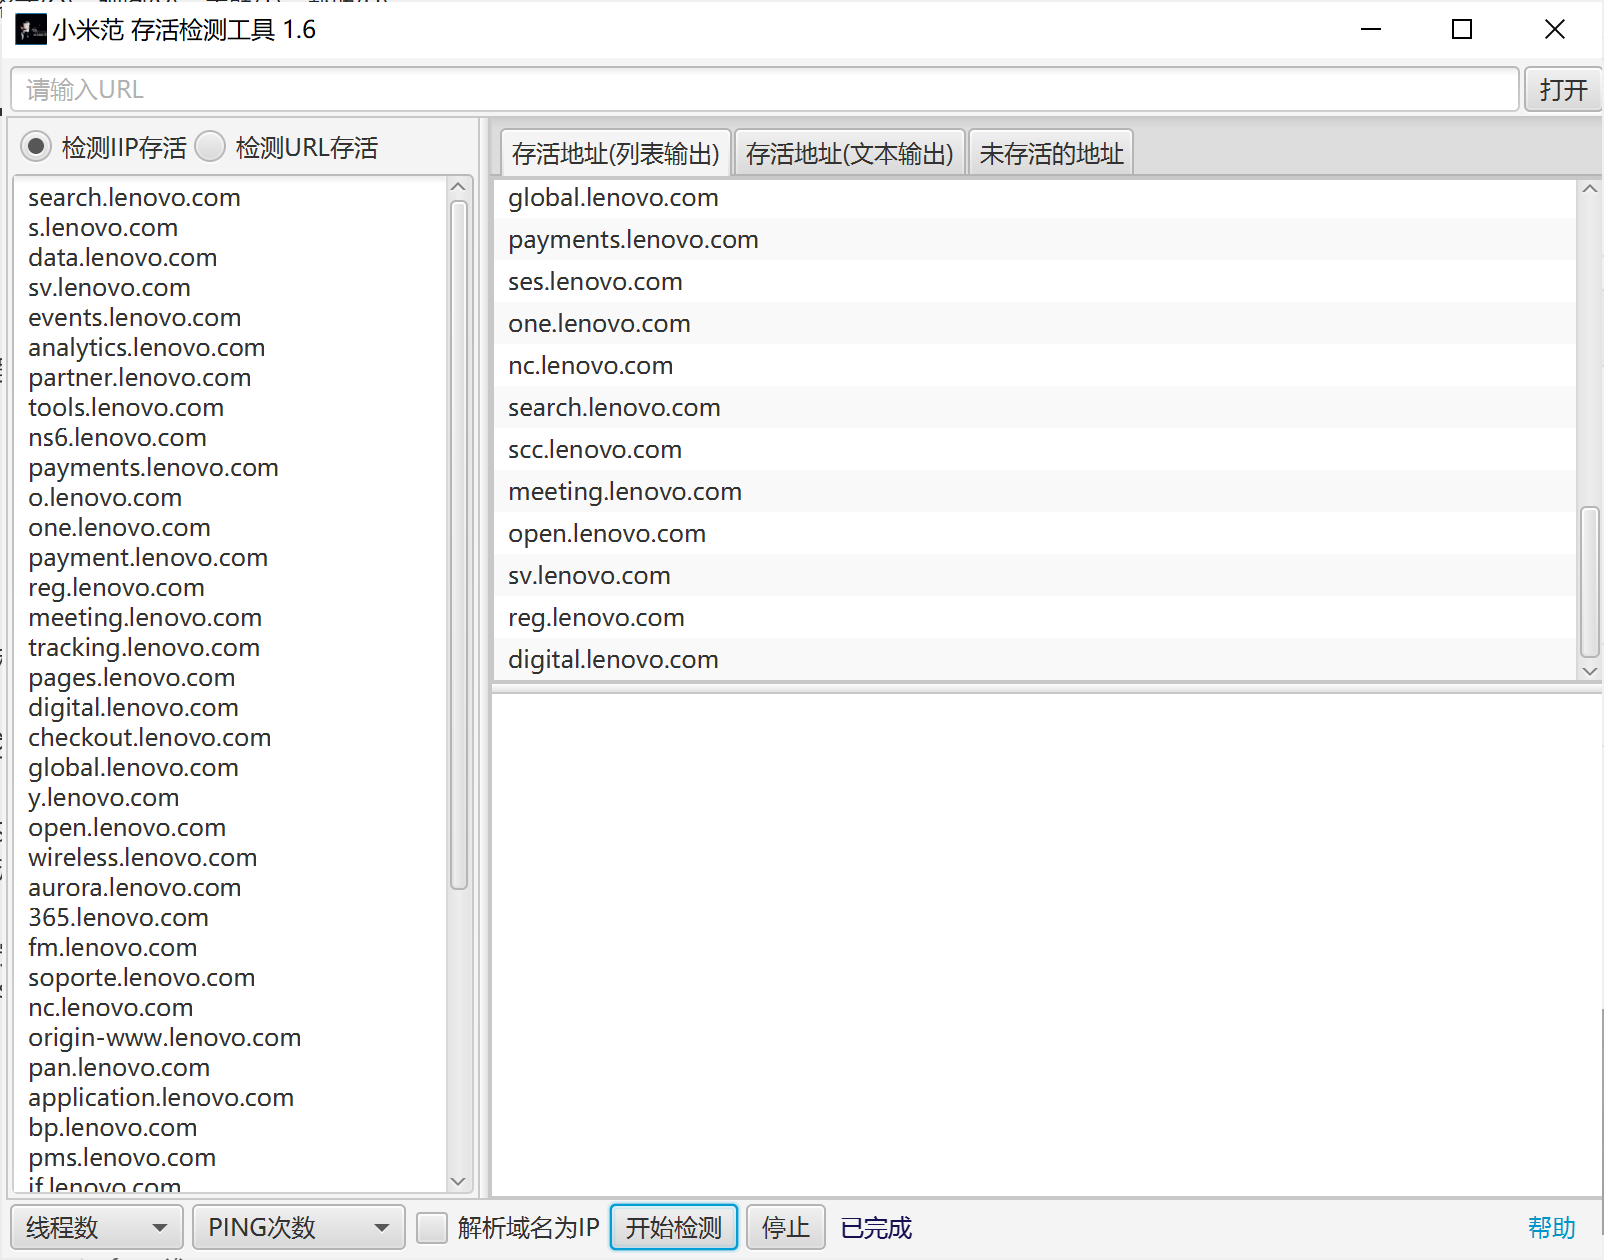 小米范 存活检测工具 1.6
请输入URL
打开
检测IIP存活
检测URL存活
search.lenovo.com
s.lenovo.com
data.lenovo.com
sv.lenovo.com
events.lenovo.com
analytics.lenovo.com
partner.lenovo.com
tools.lenovo.com
ns6.lenovo.com
payments.lenovo.com
o.lenovo.com
one.lenovo.com
payment.lenovo.com
reg.lenovo.com
meeting.lenovo.com
tracking.lenovo.com
pages.lenovo.com
digital.lenovo.com
checkout.lenovo.com
global.lenovo.com
y.lenovo.com
open.lenovo.com
wireless.lenovo.com
aurora.lenovo.com
365.lenovo.com
fm.lenovo.com
soporte.lenovo.com
nc.lenovo.com
origin-www.lenovo.com
pan.lenovo.com
application.lenovo.com
bp.lenovo.com
pms.lenovo.com
if.lenovo.com
存活地址(列表输出)
存活地址(文本输出)
未存活的地址
global.lenovo.com
payments.lenovo.com
ses.lenovo.com
one.lenovo.com
nc.lenovo.com
search.lenovo.com
scc.lenovo.com
meeting.lenovo.com
open.lenovo.com
sv.lenovo.com
reg.lenovo.com
digital.lenovo.com
线程数
PING次数
解析域名为IP
开始检测
停止
已完成
帮助